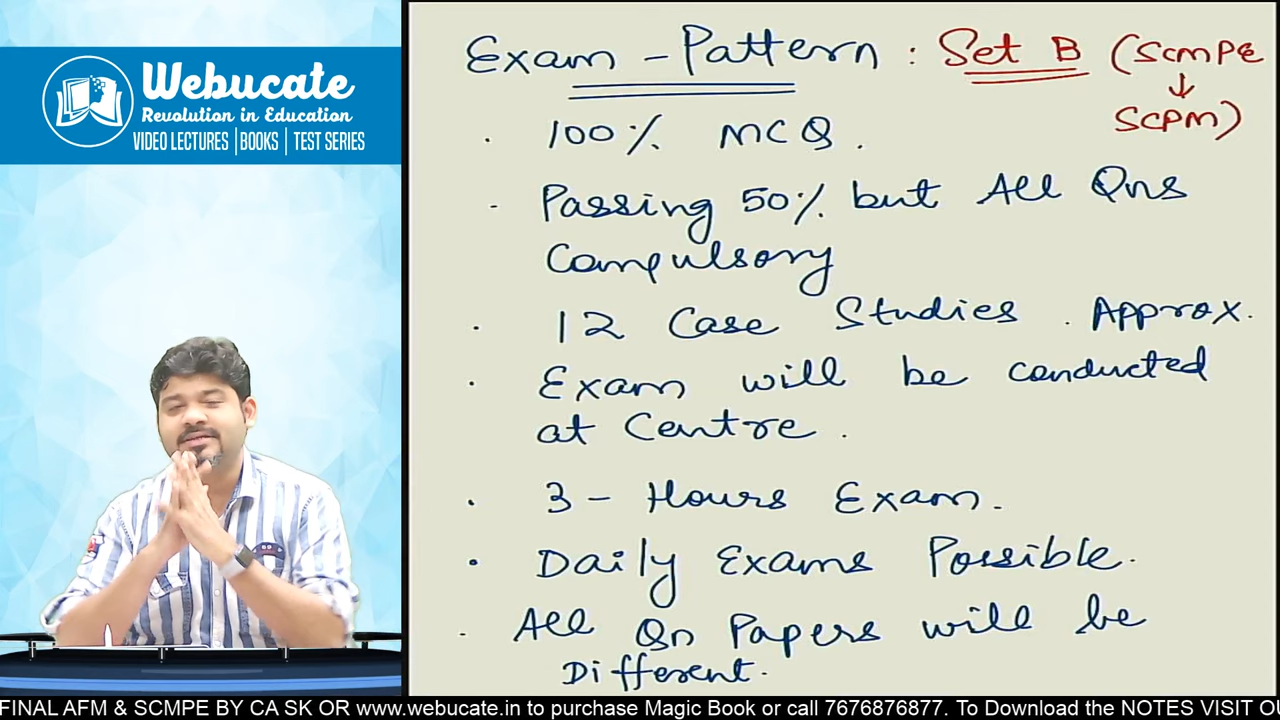 Webucate
Revolution in Education
VIDEO LECTURES | BOOKS | TEST SERIES
Exam - Pattern : Set B (SCMPE
↓
SCPM)
· 100% MCQ.
· Passing 50% but All Qns
Compulsory
· 12 Case Studies. Approx.
· Exam will be conducted
at Centre.
· 3 - Hours Exam.
· Daily Exams Possible.
· All Qn Papers will be
Different.
FINAL AFM & SCMPE BY CA SK OR www.webucate.in to purchase Magic Book or call 7676876877. To Download the NOTES VISIT OU